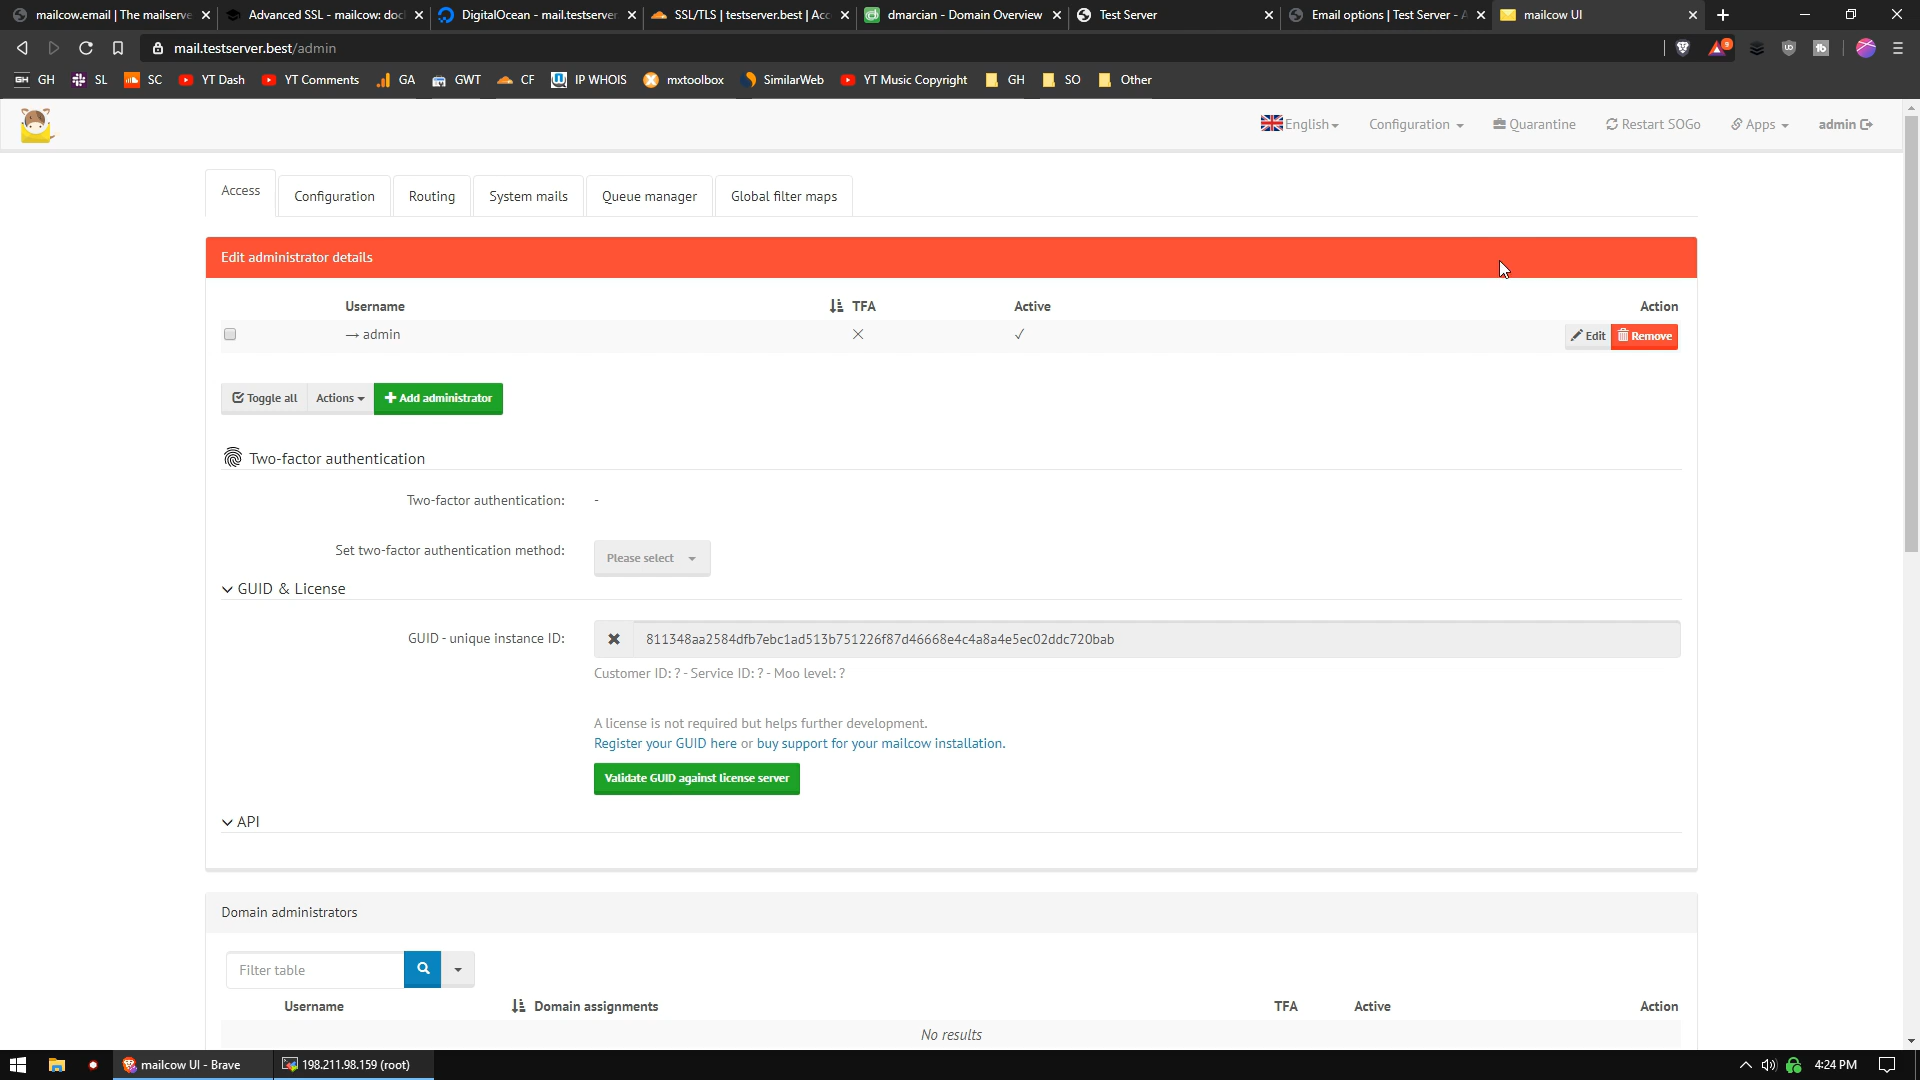 mailcow.email | The mailserve
Advanced SSL - mailcow: doc
DigitalOcean - mail.testserver
SSL/TLS | testserver.best | Acc
dmarcian - Domain Overview
Test Server
Email options | Test Server - A
mailcow UI
mail.testserver.best/admin
9
GH
SL
SC
YT Dash
YT Comments
GA
GWT
CF
IP WHOIS
mxtoolbox
SimilarWeb
YT Music Copyright
GH
SO
Other
English
Configuration
Quarantine
Restart SOGo
Apps
admin
Access
Configuration
Routing
System mails
Queue manager
Global filter maps
Edit administrator details
Username
TFA
Active
Action
→ admin
Edit
Remove
Toggle all
Actions
Add administrator
Two-factor authentication
Two-factor authentication: -
Set two-factor authentication method:
Please select
GUID & License
GUID - unique instance ID:
811348aa2584dfb7ebc1ad513b751226f87d46668e4c4a8a4e5ec02ddc720bab
Customer ID: ? - Service ID: ? - Moo level: ?
A license is not required but helps further development.
Register your GUID here or buy support for your mailcow installation.
Validate GUID against license server
API
Domain administrators
Filter table
Username
Domain assignments
TFA
Active
Action
No results
mailcow UI - Brave
198.211.98.159 (root)
4:24 PM